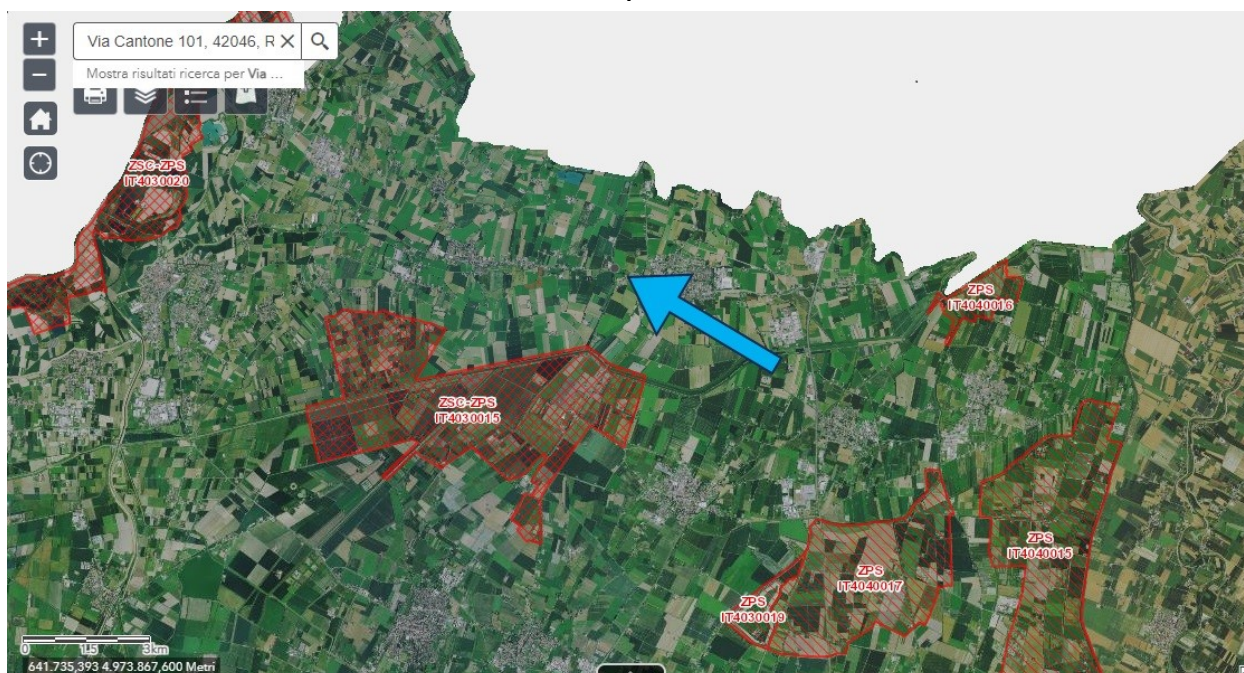 +
Via Cantone 101, 42046, R
Mostra risultati ricerca per Via ...
−
ZSC-ZPS
IT4030020
ZPS
IT4040016
ZSC-ZPS
IT4030015
ZPS
IT4040015
ZPS
IT4040017
ZPS
IT4030019
0 1.5 3km
641.735,393 4.973.867,600 Metri